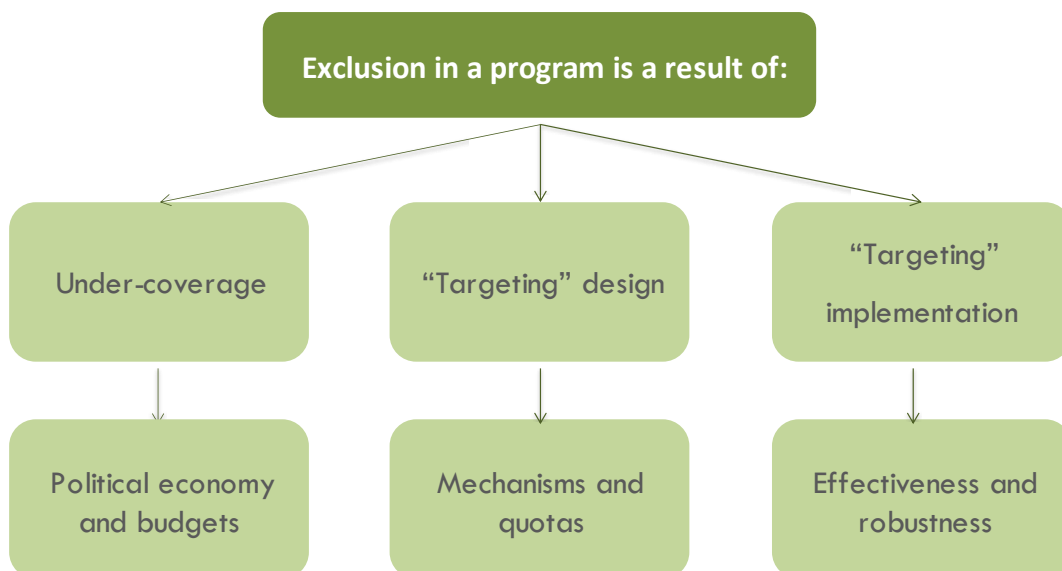 Exclusion in a program is a result of:
Under-coverage
“Targeting” design
“Targeting”
implementation
Political economy
and budgets
Mechanisms and
quotas
Effectiveness and
robustness